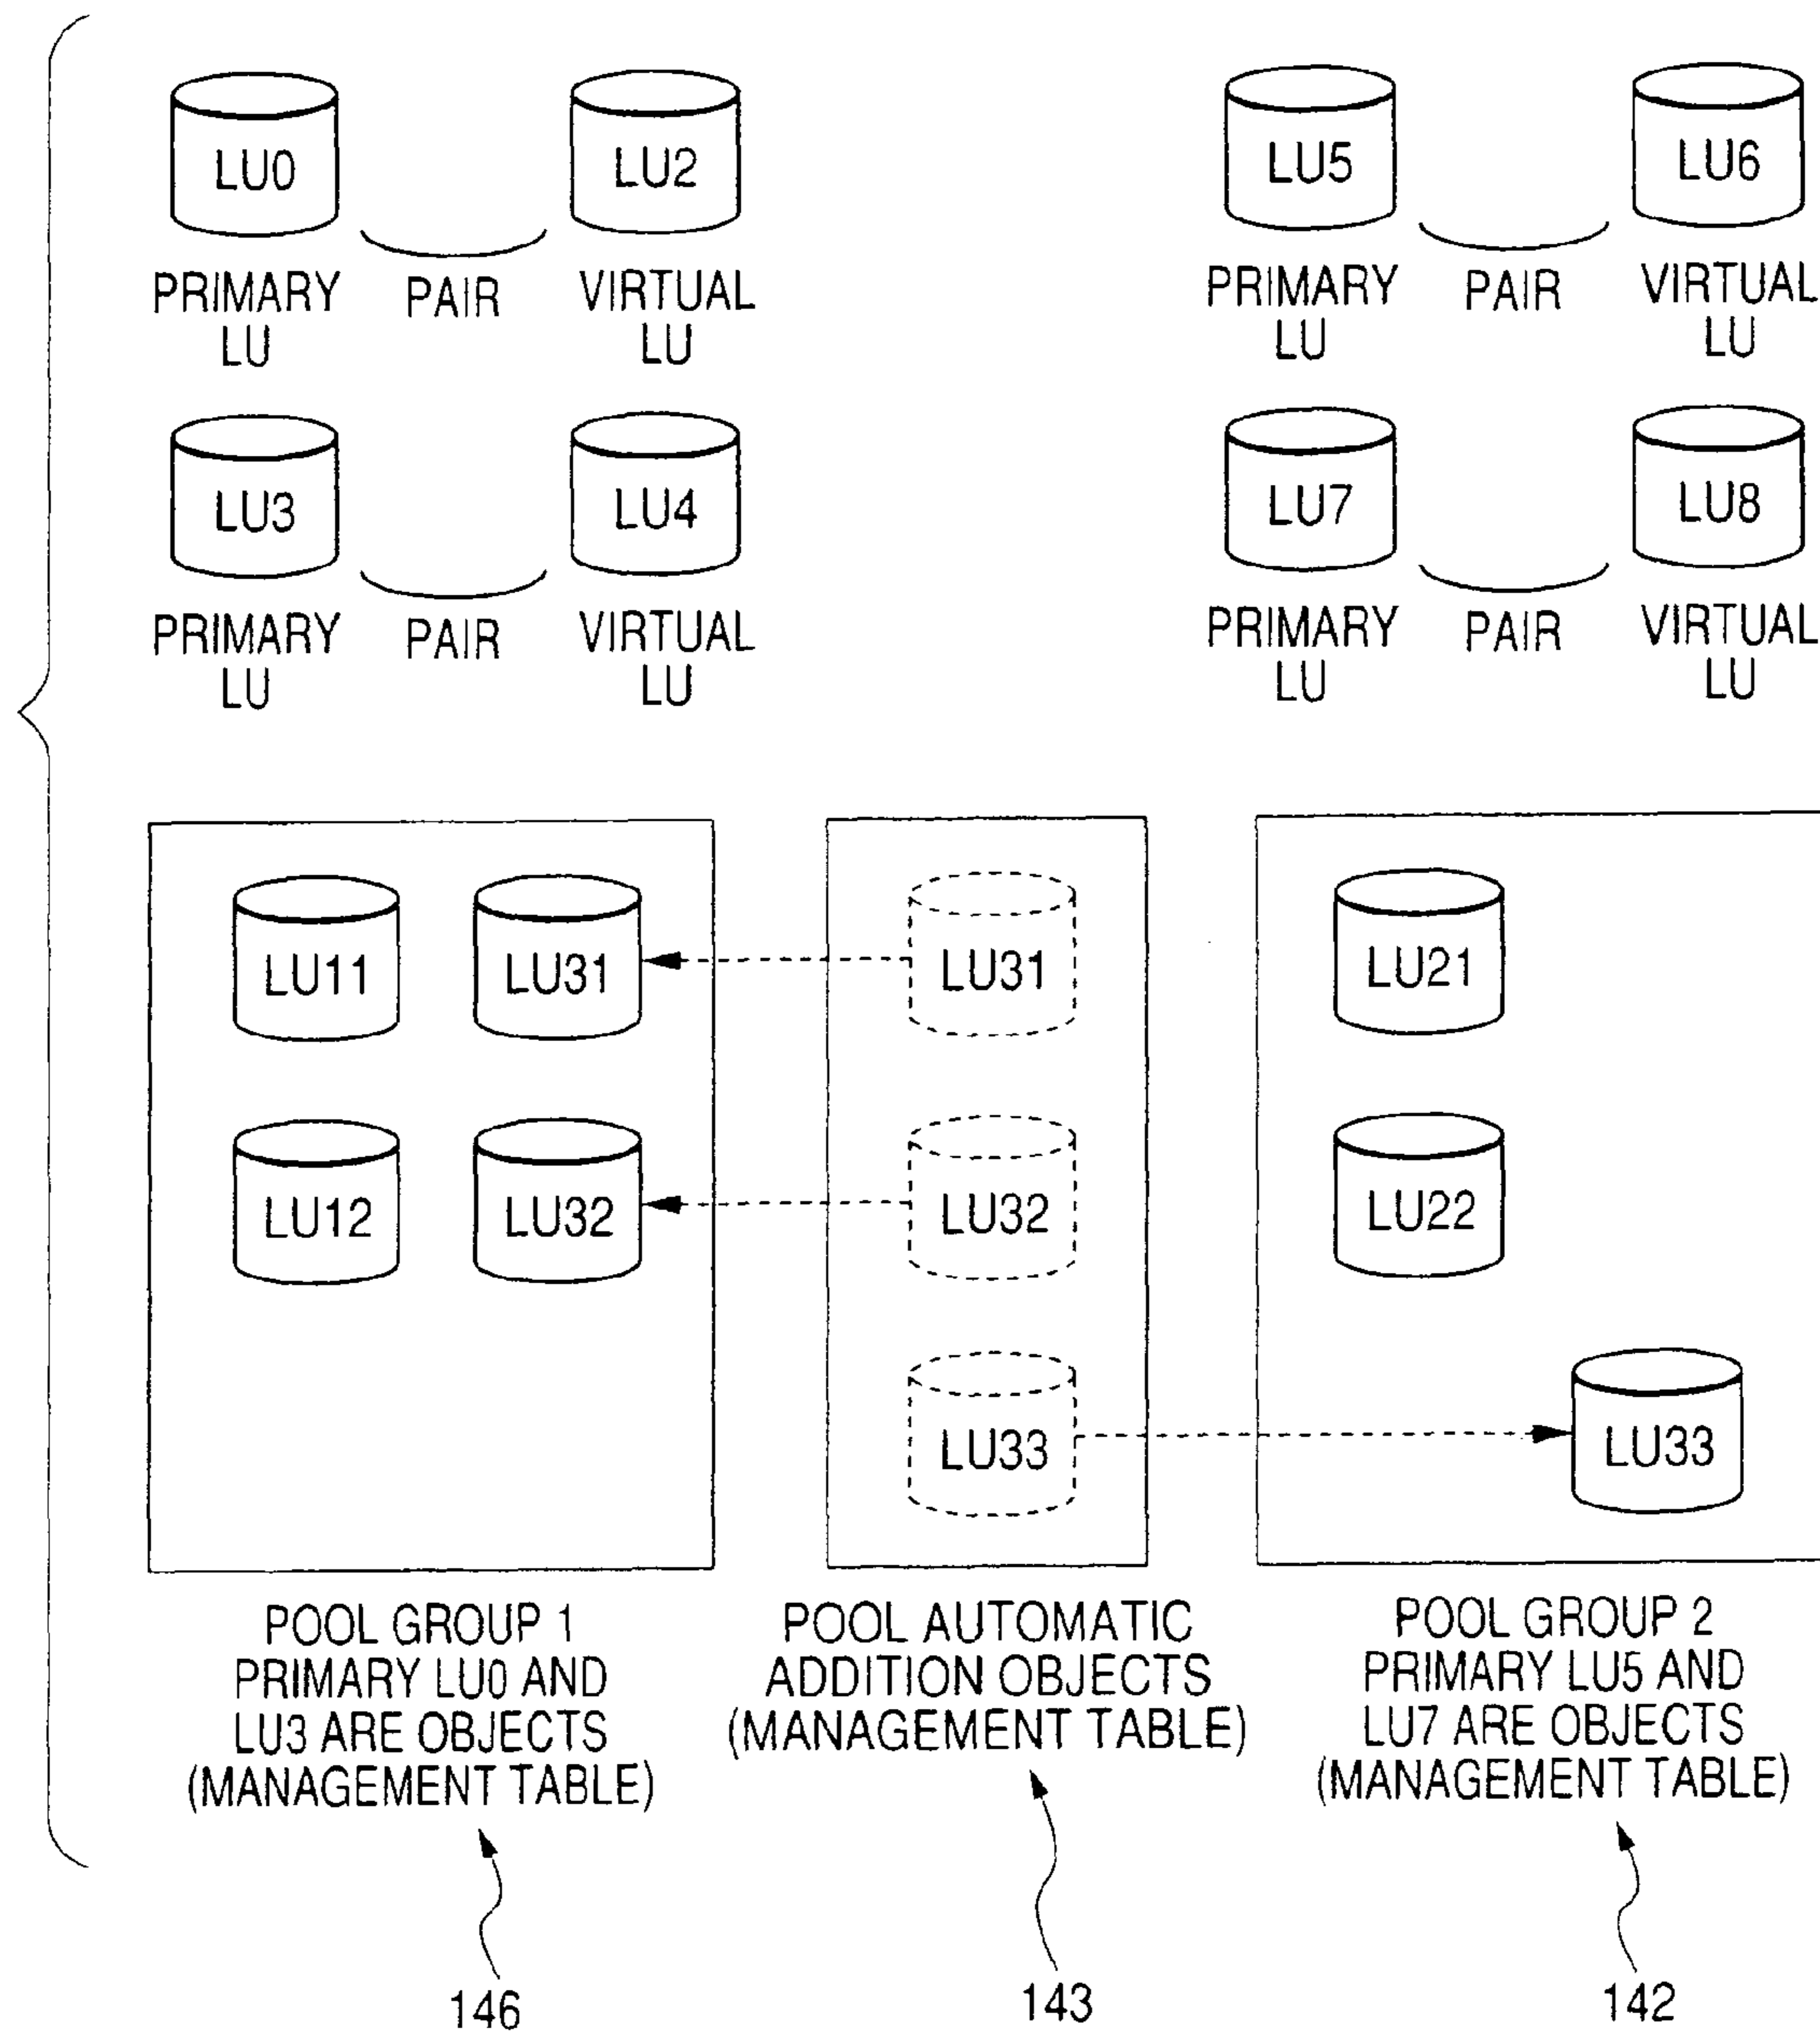 LU0
LU2
LU5
LU6
PRIMARY
LU
PAIR
VIRTUAL
LU
PRIMARY
LU
PAIR
VIRTUAL
LU
LU3
LU4
LU7
LU8
PRIMARY
LU
PAIR
VIRTUAL
LU
PRIMARY
LU
PAIR
VIRTUAL
LU
LU11
LU31
LU31
LU21
LU12
LU32
LU32
LU22
LU33
LU33
POOL GROUP 1
PRIMARY LU0 AND
LU3 ARE OBJECTS
(MANAGEMENT TABLE)
POOL AUTOMATIC
ADDITION OBJECTS
(MANAGEMENT TABLE)
POOL GROUP 2
PRIMARY LU5 AND
LU7 ARE OBJECTS
(MANAGEMENT TABLE)
146
143
142